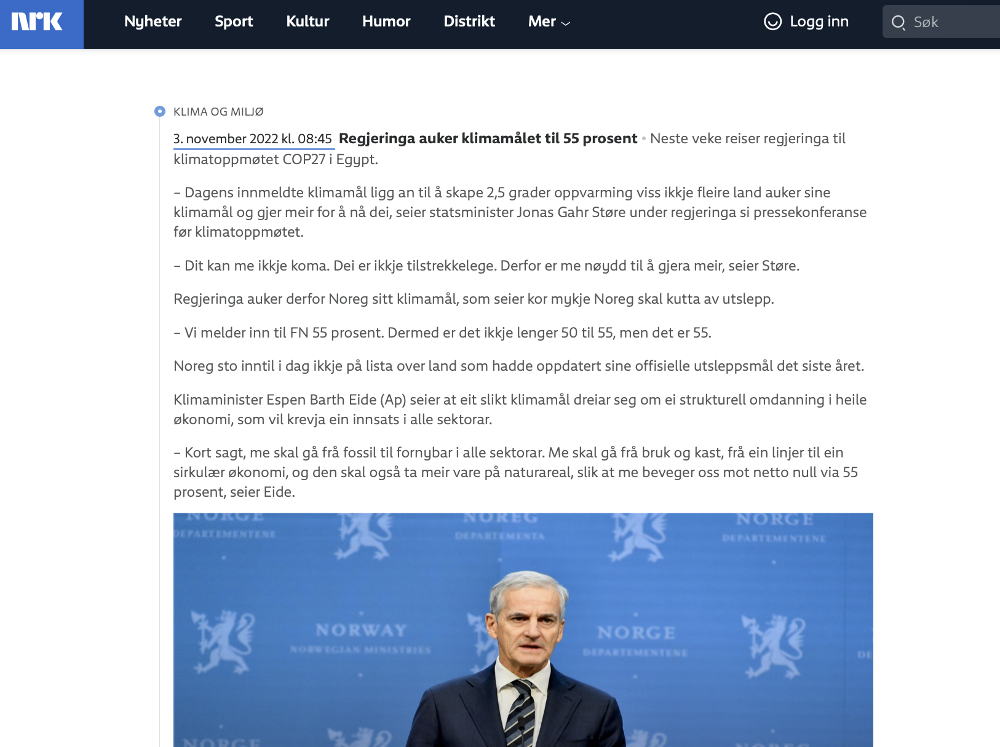 nrk
Nyheter
Sport
Kultur
Humor
Distrikt
Mer
Logg inn
Søk
KLIMA OG MILJØ
3. november 2022 kl. 08:45 Regjeringa auker klimamålet til 55 prosent • Neste veke reiser regjeringa til
klimatoppmøtet COP27 i Egypt.
– Dagens innmeldte klimamål ligg an til å skape 2,5 grader oppvarming viss ikkje fleire land auker sine
klimamål og gjer meir for å nå dei, seier statsminister Jonas Gahr Støre under regjeringa si pressekonferanse
før klimatoppmøtet.
– Dit kan me ikkje koma. Dei er ikkje tilstrekkelege. Derfor er me nøydd til å gjera meir, seier Støre.
Regjeringa auker derfor Noreg sitt klimamål, som seier kor mykje Noreg skal kutta av utslepp.
– Vi melder inn til FN 55 prosent. Dermed er det ikkje lenger 50 til 55, men det er 55.
Noreg sto inntil i dag ikkje på lista over land som hadde oppdatert sine offisielle utsleppsmål det siste året.
Klimaminister Espen Barth Eide (Ap) seier at eit slikt klimamål dreiar seg om ei strukturell omdanning i heile
økonomi, som vil krevja ein innsats i alle sektorar.
– Kort sagt, me skal gå frå fossil til fornybar i alle sektorar. Me skal gå frå bruk og kast, frå ein linjer til ein
sirkulær økonomi, og den skal også ta meir vare på naturareal, slik at me beveger oss mot netto null via 55
prosent, seier Eide.
NORGE
DEPARTEMENTENE
NOREG
DEPARTEMENTA
NORGE
DEPARTEMENTENE
NORWAY
NORWEGIAN MINISTRIES
NORGE
DEPARTEMENTENE
DE
NORGE
NORGE